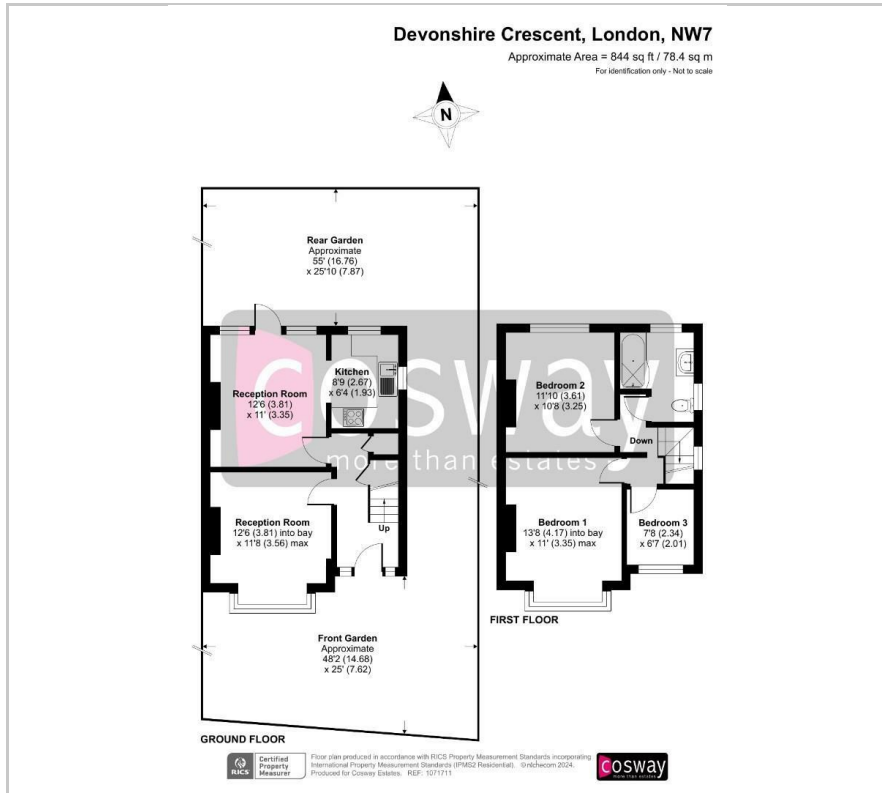 Devonshire Crescent, London, NW7
Approximate Area = 844 sq ft / 78.4 sq m
For identification only - Not to scale
N
Rear Garden
Approximate
55' (16.76)
x 25'10 (7.87)
Kitchen
8'9 (2.67)
x 6'4 (1.93)
Reception Room
12'6 (3.81)
x 11' (3.35)
Bedroom 2
11'10 (3.61)
x 10'8 (3.25)
Down
cosway
more than estates
Reception Room
12'6 (3.81) into bay
x 11'8 (3.56) max
Up
Bedroom 1
13'8 (4.17) into bay
x 11' (3.35) max
Bedroom 3
7'8 (2.34)
x 6'7 (2.01)
FIRST FLOOR
Front Garden
Approximate
48'2 (14.68)
x 25' (7.62)
GROUND FLOOR
RICS
Certified
Property
Measurer
Floor plan produced in accordance with RICS Property Measurement Standards incorporating
International Property Measurement Standards (IPMS2 Residential). ©nichecom 2024.
Produced for Cosway Estates. REF: 1071711
cosway
more than estates